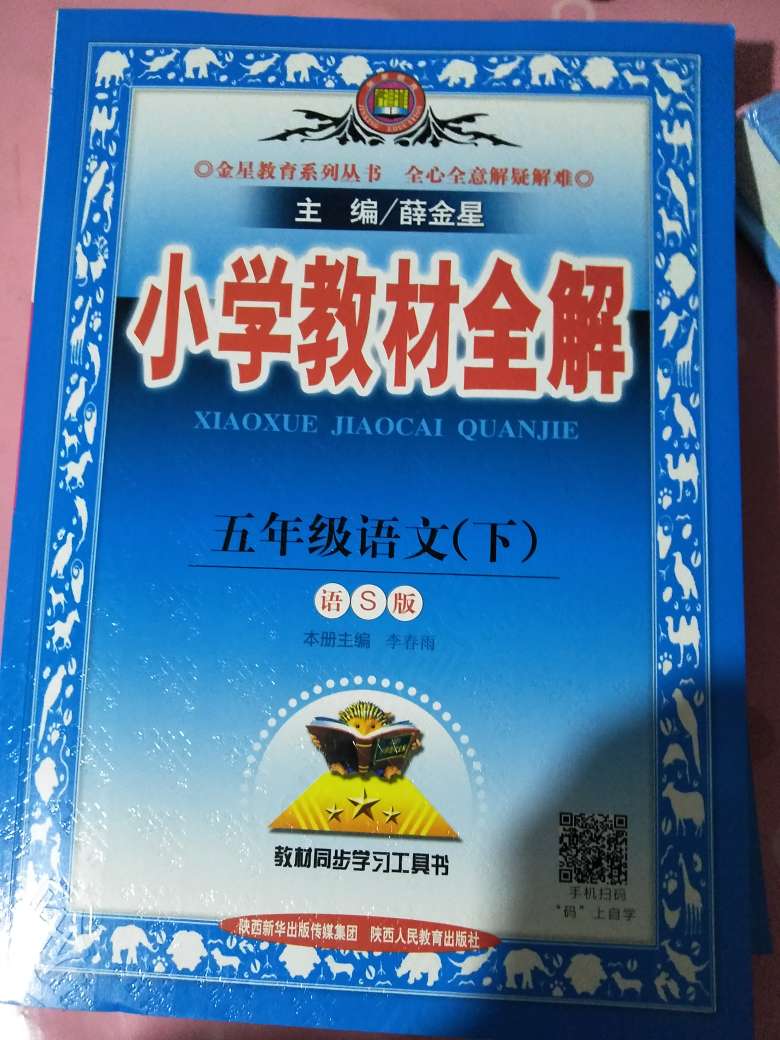 ◎金星教育系列丛书 全心全意解疑解难◎
主 编/薛金星
小学教材全解
XIAOXUE JIAOCAI QUANJIE
五年级语文(下)
语S版
本册主编 李春雨
教材同步学习工具书
手机扫码
“码”上自学
陕西新华出版传媒集团 陕西人民教育出版社